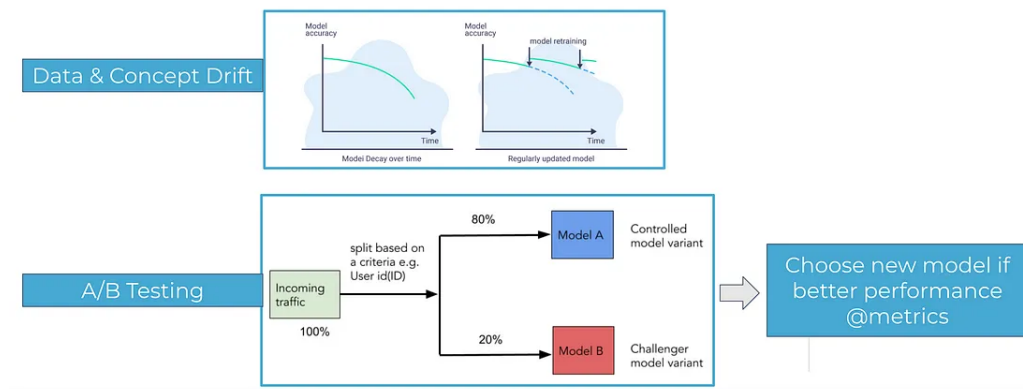 Data & Concept Drift
Model
accuracy
Time
Model Decay over time
Model
accuracy
model retraining
Time
Regularly updated model
A/B Testing
Incoming
traffic
100%
split based on
a criteria e.g.
User id(ID)
80%
Model A
Controlled
model variant
20%
Model B
Challenger
model variant
Choose new model if
better performance
@metrics